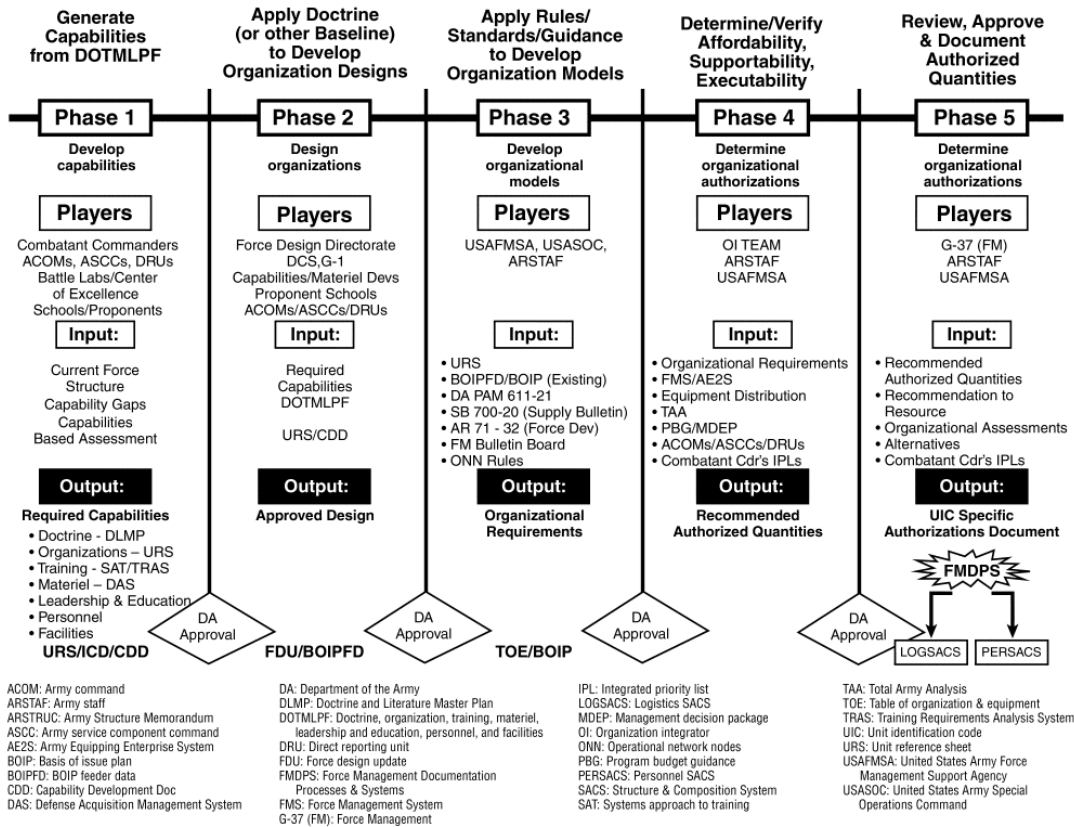 Generate
Capabilities
from DOTMLPF
Apply Doctrine
(or other Baseline)
to Develop
Organization Designs
Apply Rules/
Standards/Guidance
to Develop
Organization Models
Determine/Verify
Affordability,
Supportability,
Executability
Review, Approve
& Document
Authorized
Quantities
Phase 1
Phase 2
Phase 3
Phase 4
Phase 5
Develop
capabilities
Design
organizations
Develop
organizational
models
Determine
organizational
authorizations
Determine
organizational
authorizations
Players
Players
Players
Players
Players
Combatant Commanders
ACOMs, ASCCs, DRUs
Battle Labs/Center
of Excellence
Schools/Proponents
Force Design Directorate
DCS,G-1
Capabilities/Materiel Devs
Proponent Schools
ACOMs/ASCCs/DRUs
USAFMSA, USASOC,
ARSTAF
OI TEAM
ARSTAF
USAFMSA
G-37 (FM)
ARSTAF
USAFMSA
Input:
Input:
Input:
Input:
Input:
Current Force
Structure
Capability Gaps
Capabilities
Based Assessment
Required
Capabilities
DOTMLPF
URS/CDD
• URS
• BOIPFD/BOIP (Existing)
• DA PAM 611-21
• SB 700-20 (Supply Bulletin)
• AR 71 - 32 (Force Dev)
• FM Bulletin Board
• ONN Rules
• Organizational Requirements
• FMS/AE2S
• Equipment Distribution
• TAA
• PBG/MDEP
• ACOMs/ASCCs/DRUs
• Combatant Cdr's IPLs
• Recommended
Authorized Quantities
• Recommendation to
Resource
• Organizational Assessments
• Alternatives
• Combatant Cdr's IPLs
Output:
Output:
Output:
Output:
Output:
Required Capabilities
• Doctrine - DLMP
• Organizations – URS
• Training - SAT/TRAS
• Materiel – DAS
• Leadership & Education
• Personnel
• Facilities
URS/ICD/CDD
Approved Design
Organizational
Requirements
Recommended
Authorized Quantities
UIC Specific
Authorizations Document
FMDPS
LOGSACS
PERSACS
DA
Approval
FDU/BOIPFD
DA
Approval
TOE/BOIP
DA
Approval
DA
Approval
ACOM: Army command
ARSTAF: Army staff
ARSTRUC: Army Structure Memorandum
ASCC: Army service component command
AE2S: Army Equipping Enterprise System
BOIP: Basis of issue plan
BOIPFD: BOIP feeder data
CDD: Capability Development Doc
DAS: Defense Acquisition Management System
DA: Department of the Army
DLMP: Doctrine and Literature Master Plan
DOTMLPF: Doctrine, organization, training, materiel,
leadership and education, personnel, and facilities
DRU: Direct reporting unit
FDU: Force design update
FMDPS: Force Management Documentation
Processes & Systems
FMS: Force Management System
G-37 (FM): Force Management
IPL: Integrated priority list
LOGSACS: Logistics SACS
MDEP: Management decision package
OI: Organization integrator
ONN: Operational network nodes
PBG: Program budget guidance
PERSACS: Personnel SACS
SACS: Structure & Composition System
SAT: Systems approach to training
TAA: Total Army Analysis
TOE: Table of organization & equipment
TRAS: Training Requirements Analysis System
UIC: Unit identification code
URS: Unit reference sheet
USAFMSA: United States Army Force
Management Support Agency
USASOC: United States Army Special
Operations Command